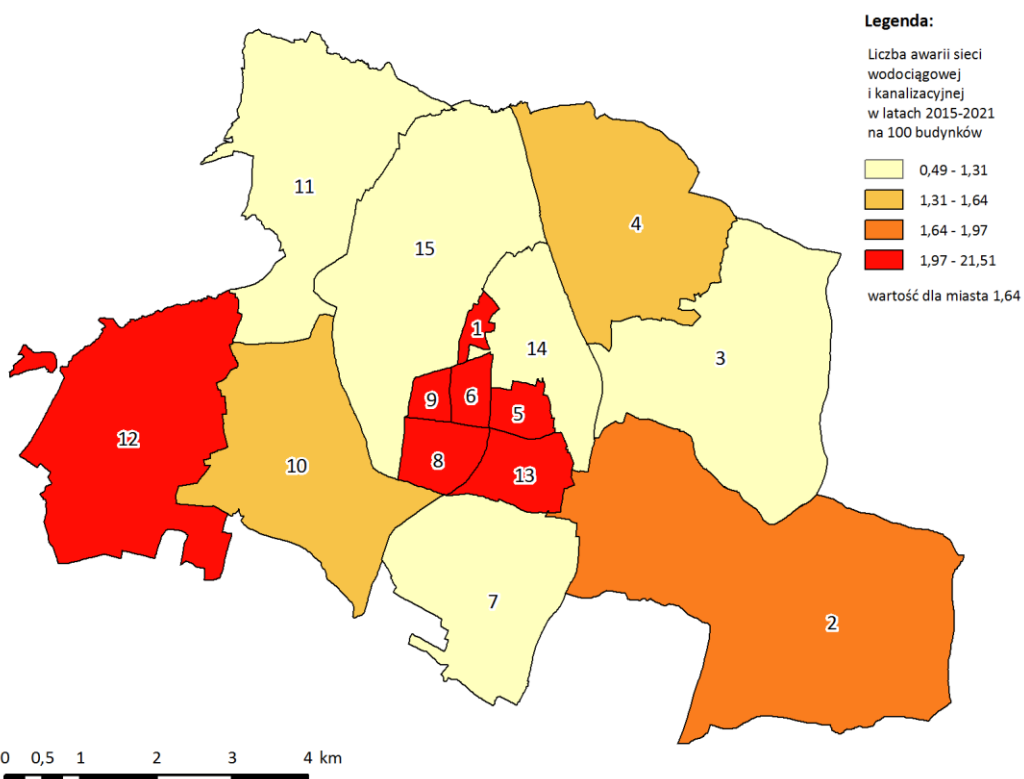 Legenda:
Liczba awarii sieci
wodociągowej
i kanalizacyjnej
w latach 2015-2021
na 100 budynków
0,49 - 1,31
1,31 - 1,64
1,64 - 1,97
1,97 - 21,51
wartość dla miasta 1,64
11
4
15
1
14
3
6
9
5
12
8
10
13
7
2
0 0,5 1 2 3 4 km